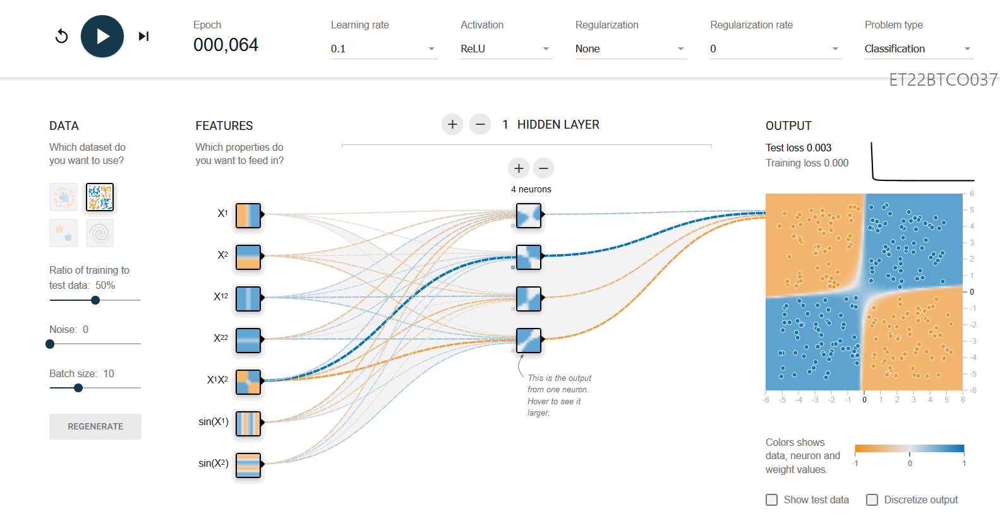 Epoch
000,064
Learning rate
0.1
Activation
ReLU
Regularization
None
Regularization rate
0
Problem type
Classification
ET22BTCO037
DATA
Which dataset do
you want to use?
Ratio of training to
test data: 50%
Noise: 0
Batch size: 10
REGENERATE
FEATURES
Which properties do
you want to feed in?
X1
X2
X12
X22
X1X2
sin(X1)
sin(X2)
+ − 1 HIDDEN LAYER
+ −
4 neurons
This is the output
from one neuron.
Hover to see it
larger.
OUTPUT
Test loss 0.003
Training loss 0.000
6
5
4
3
2
1
0
-1
-2
-3
-4
-5
-6
-6 -5 -4 -3 -2 -1 0 1 2 3 4 5 6
Colors shows
data, neuron and
weight values.
-1 0 1
Show test data
Discretize output